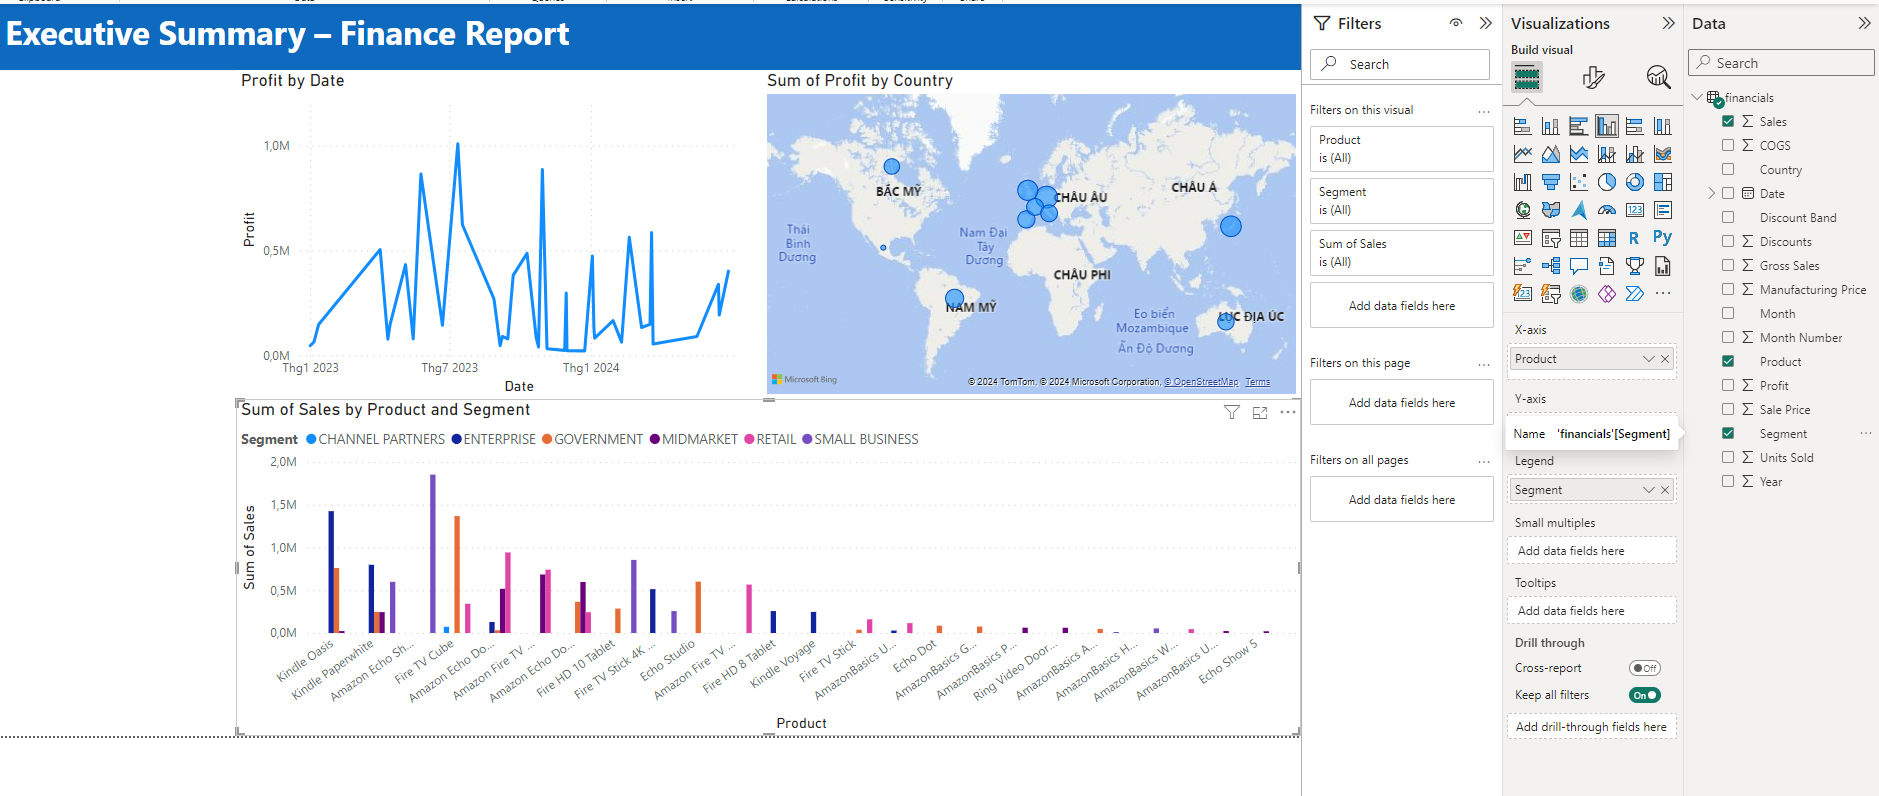 Executive Summary – Finance Report
Profit by Date
Profit
1,0M
0,5M
0,0M
Thg1 2023
Thg7 2023
Thg1 2024
Date
Sum of Profit by Country
BẮC MỸ
CHÂU ÂU
CHÂU Á
Thái
Bình
Dương
Nam Đại
Tây
Dương
CHÂU PHI
NAM MỸ
Eo biển
Mozambique
Ấn Độ Dương
LỤC ĐỊA ÚC
Microsoft Bing
© 2024 TomTom, © 2024 Microsoft Corporation, © OpenStreetMap Terms
Sum of Sales by Product and Segment
Segment CHANNEL PARTNERS ENTERPRISE GOVERNMENT MIDMARKET RETAIL SMALL BUSINESS
Sum of Sales
2,0M
1,5M
1,0M
0,5M
0,0M
Kindle Oasis
Kindle Paperwhite
Amazon Echo Sh...
Fire TV Cube
Amazon Echo Do...
Amazon Fire TV ...
Amazon Echo Do...
Fire HD 10 Tablet
Fire TV Stick 4K ...
Echo Studio
Amazon Fire TV ...
Fire HD 8 Tablet
Kindle Voyage
Fire TV Stick
AmazonBasics U...
Echo Dot
AmazonBasics G...
AmazonBasics P...
Ring Video Door...
AmazonBasics A...
AmazonBasics H...
AmazonBasics W...
AmazonBasics U...
Echo Show 5
Product
Filters
Search
Filters on this visual ...
Product
is (All)
Segment
is (All)
Sum of Sales
is (All)
Add data fields here
Filters on this page ...
Add data fields here
Filters on all pages ...
Add data fields here
Visualizations
Build visual
123
R
Py
123
...
X-axis
Product
Y-axis
Name 'financials'[Segment]
Legend
Segment
Small multiples
Add data fields here
Tooltips
Add data fields here
Drill through
Cross-report Off
Keep all filters On
Add drill-through fields here
Data
Search
financials
Sales
COGS
Country
Date
Discount Band
Discounts
Gross Sales
Manufacturing Price
Month
Month Number
Product
Profit
Sale Price
Segment ...
Units Sold
Year